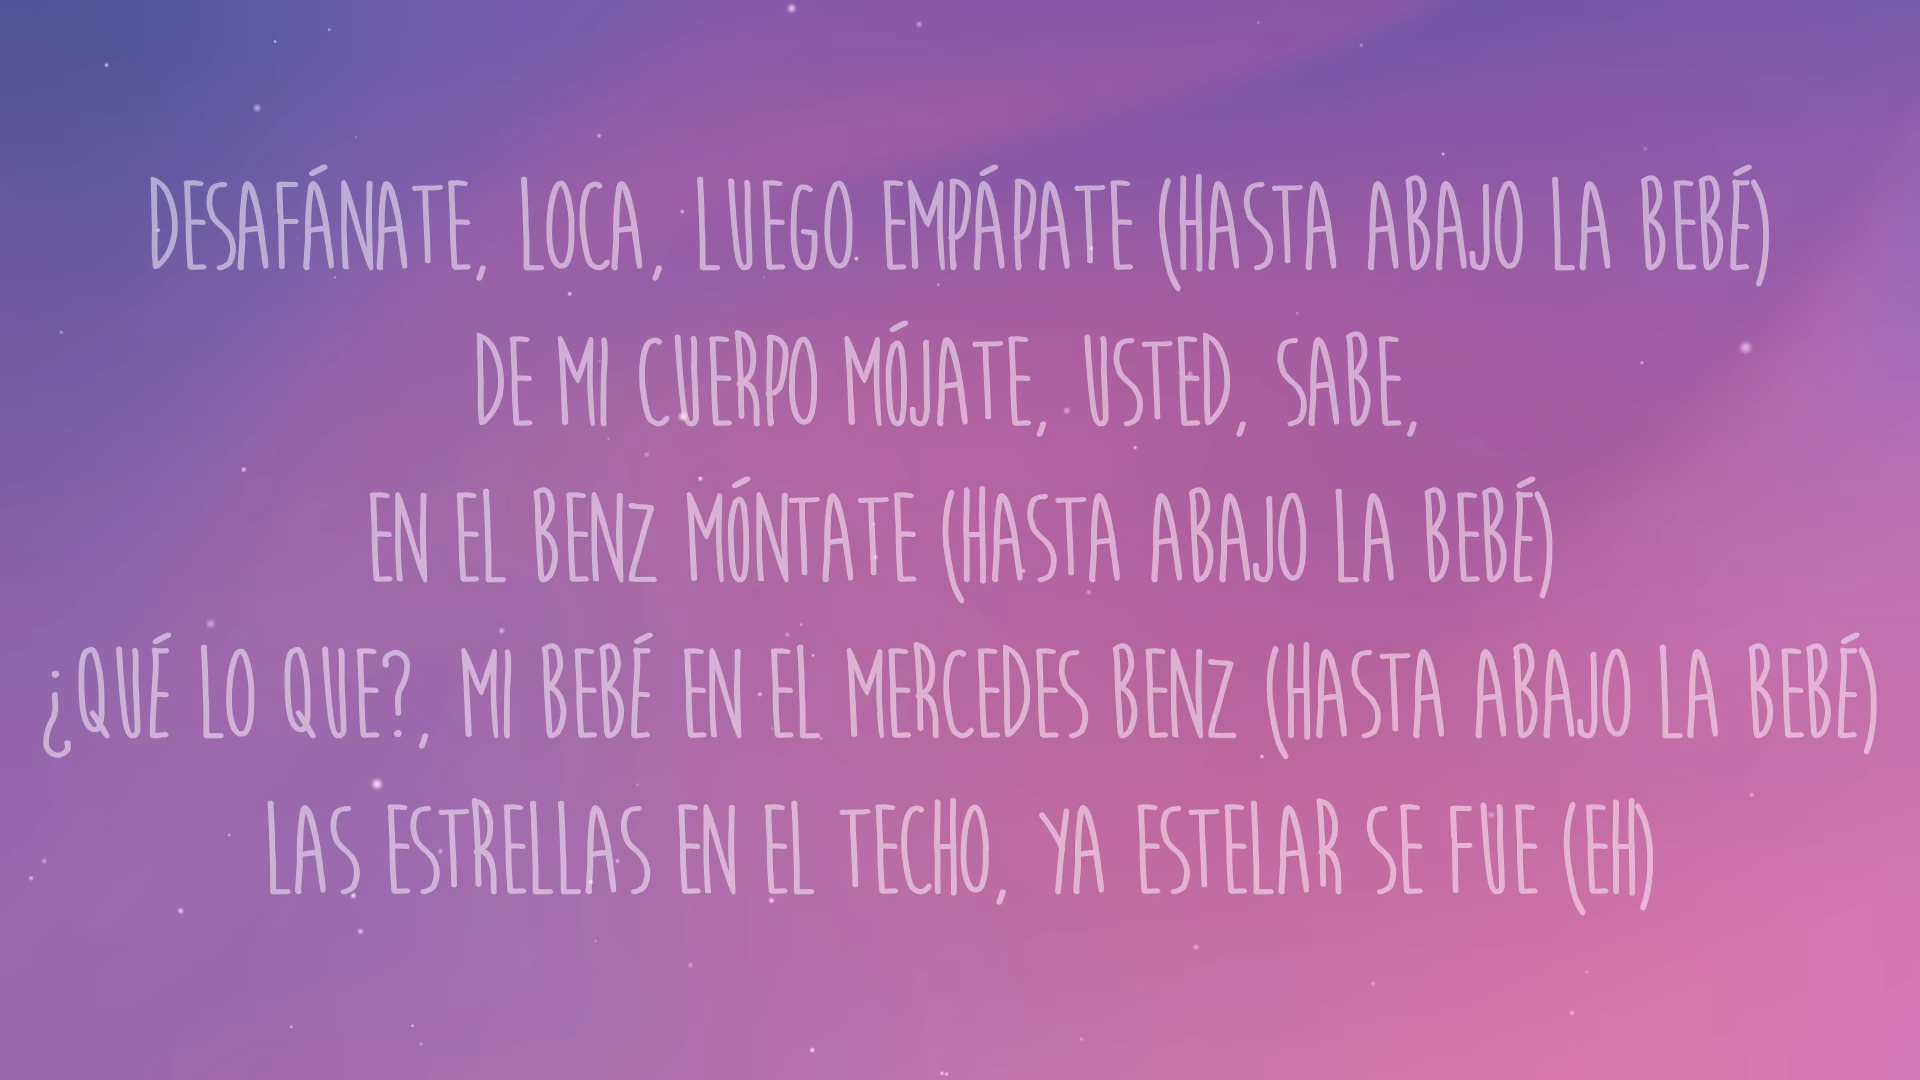 DESAFÁNATE, LOCA, LUEGO EMPÁPATE (HASTA ABAJO LA BEBÉ)
DE MI CUERPO MÓJATE, USTED, SABE,
EN EL BENZ MÓNTATE (HASTA ABAJO LA BEBÉ)
¿QUÉ LO QUE?, MI BEBÉ EN EL MERCEDES BENZ (HASTA ABAJO LA BEBÉ)
LAS ESTRELLAS EN EL TECHO, YA ESTELAR SE FUE (EH)